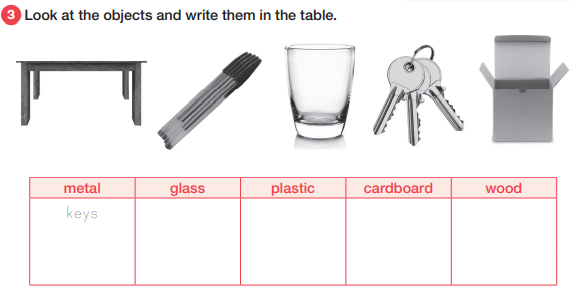 3 Look at the objects and write them in the table.
metal glass plastic cardboard wood
keys